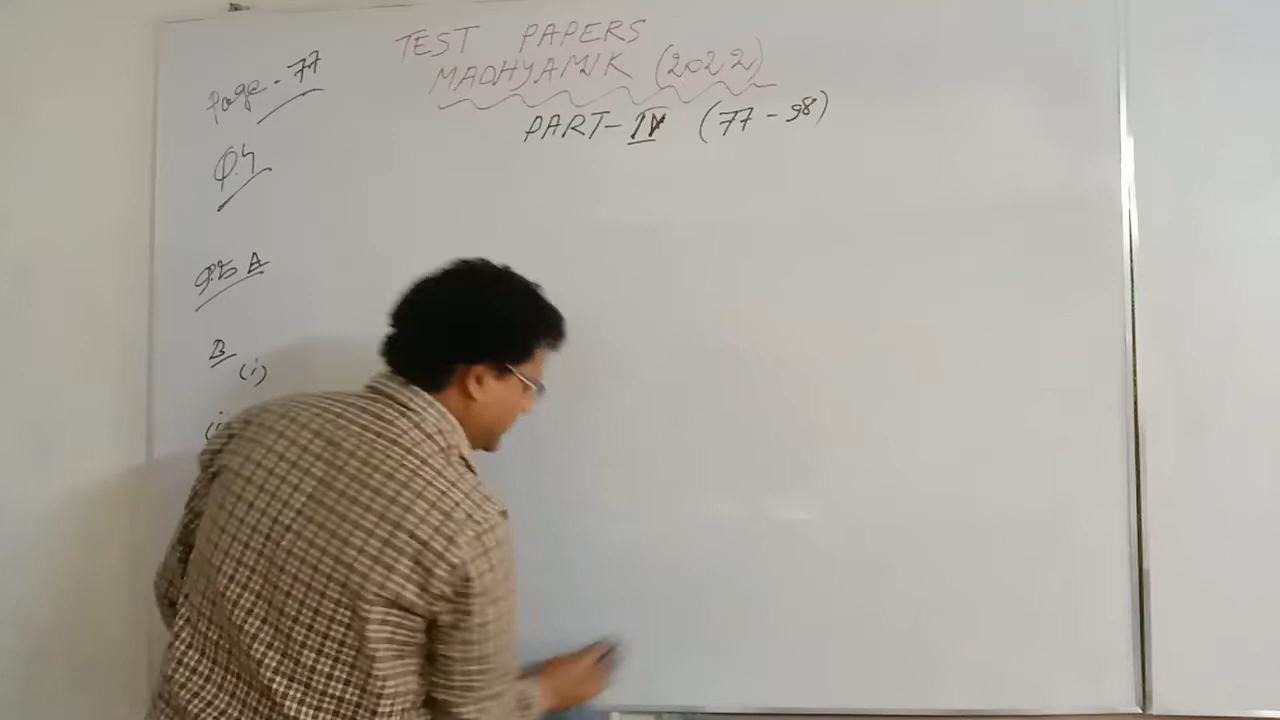 TEST PAPERS
MADHYAMIK (2022)
PART-IV (77-98)
Page-77
Q.4
Q.5 A
B
(i)